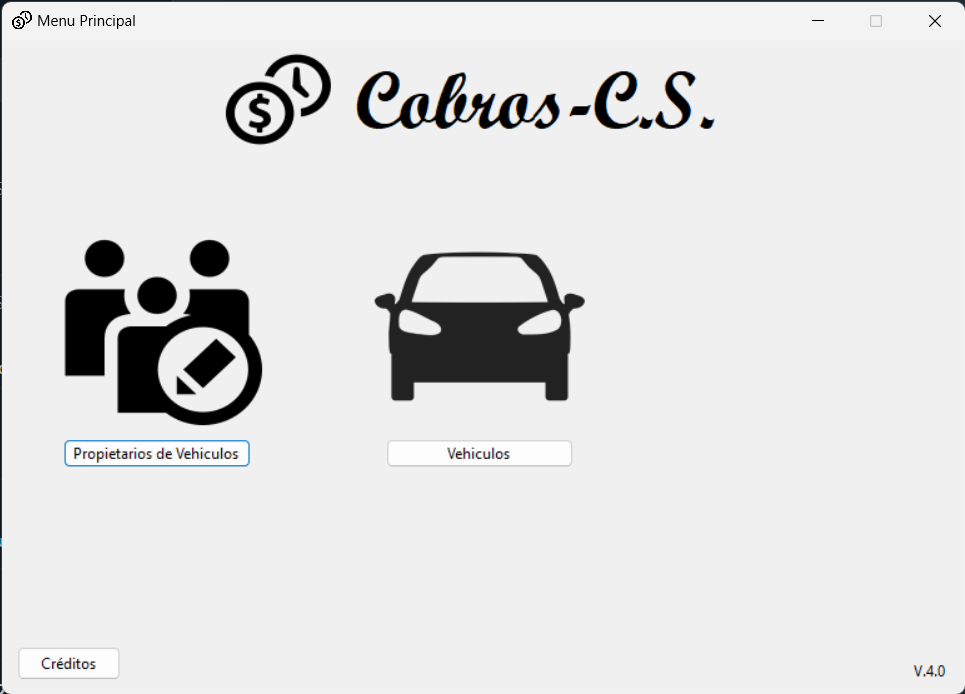 Menu Principal
$ Cobros-C.S.
Propietarios de Vehiculos
Vehiculos
Créditos
V.4.0